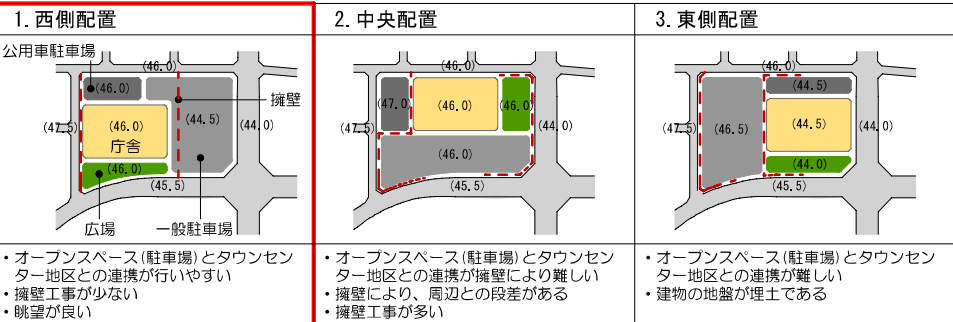 1.西側配置
公用車駐車場
(46.0)
(46.0)
擁壁
(47.5)
(46.0)
庁舎
(44.5)
(44.0)
(46.0)
(45.5)
広場
一般駐車場
・オープンスペース(駐車場)とタウンセン
ター地区との連携が行いやすい
・擁壁工事が少ない
・眺望が良い
2.中央配置
(46.0)
(47.0)
(46.0)
(46.0)
(47.5)
(44.0)
(46.0)
(45.5)
・オープンスペース(駐車場)とタウンセン
ター地区との連携が擁壁により難しい
・擁壁により、周辺との段差がある
・擁壁工事が多い
3.東側配置
(46.0)
(44.5)
(47.5)
(46.5)
(44.5)
(44.0)
(44.0)
(45.5)
・オープンスペース(駐車場)とタウンセン
ター地区との連携が難しい
・建物の地盤が埋土である